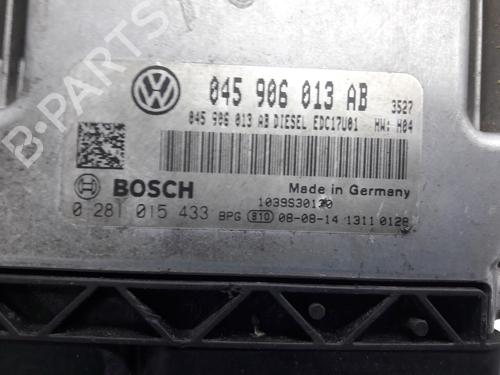 045 906 013 AB 3527
045 906 013 AB DIESEL EDC17U01 HW: H04
BOSCH Made in Germany
1039S30170
0 281 015 433 BPG 810 08-08-14 1311 0128